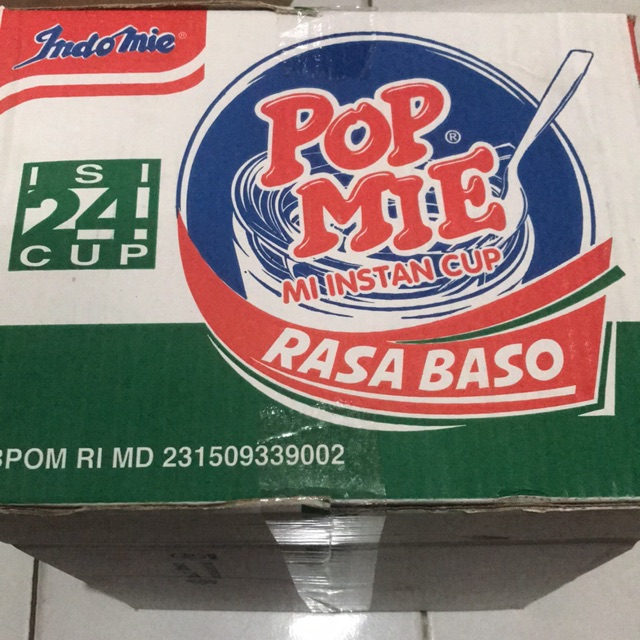 Indomie®
ISI
24!
CUP
POP
MIE®
MI INSTAN CUP
RASA BASO
BPOM RI MD 231509339002